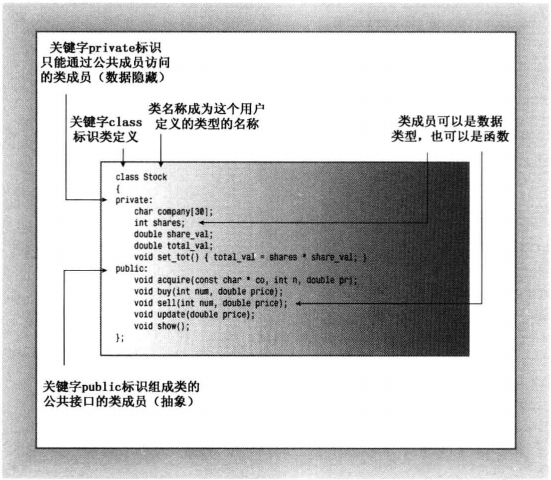 关键字private标识
只能通过公共成员访问
的类成员（数据隐藏）
关键字class
标识类定义
类名称成为这个用户
定义的类型的名称
类成员可以是数据
类型，也可以是函数
class Stock
{
private:
char company[30];
int shares;
double share_val;
double total_val;
void set_tot() { total_val = shares * share_val; }
public:
void acquire(const char * co, int n, double pr);
void buy(int num, double price);
void sell(int num, double price);
void update(double price);
void show();
};
关键字public标识组成类的
公共接口的类成员（抽象）